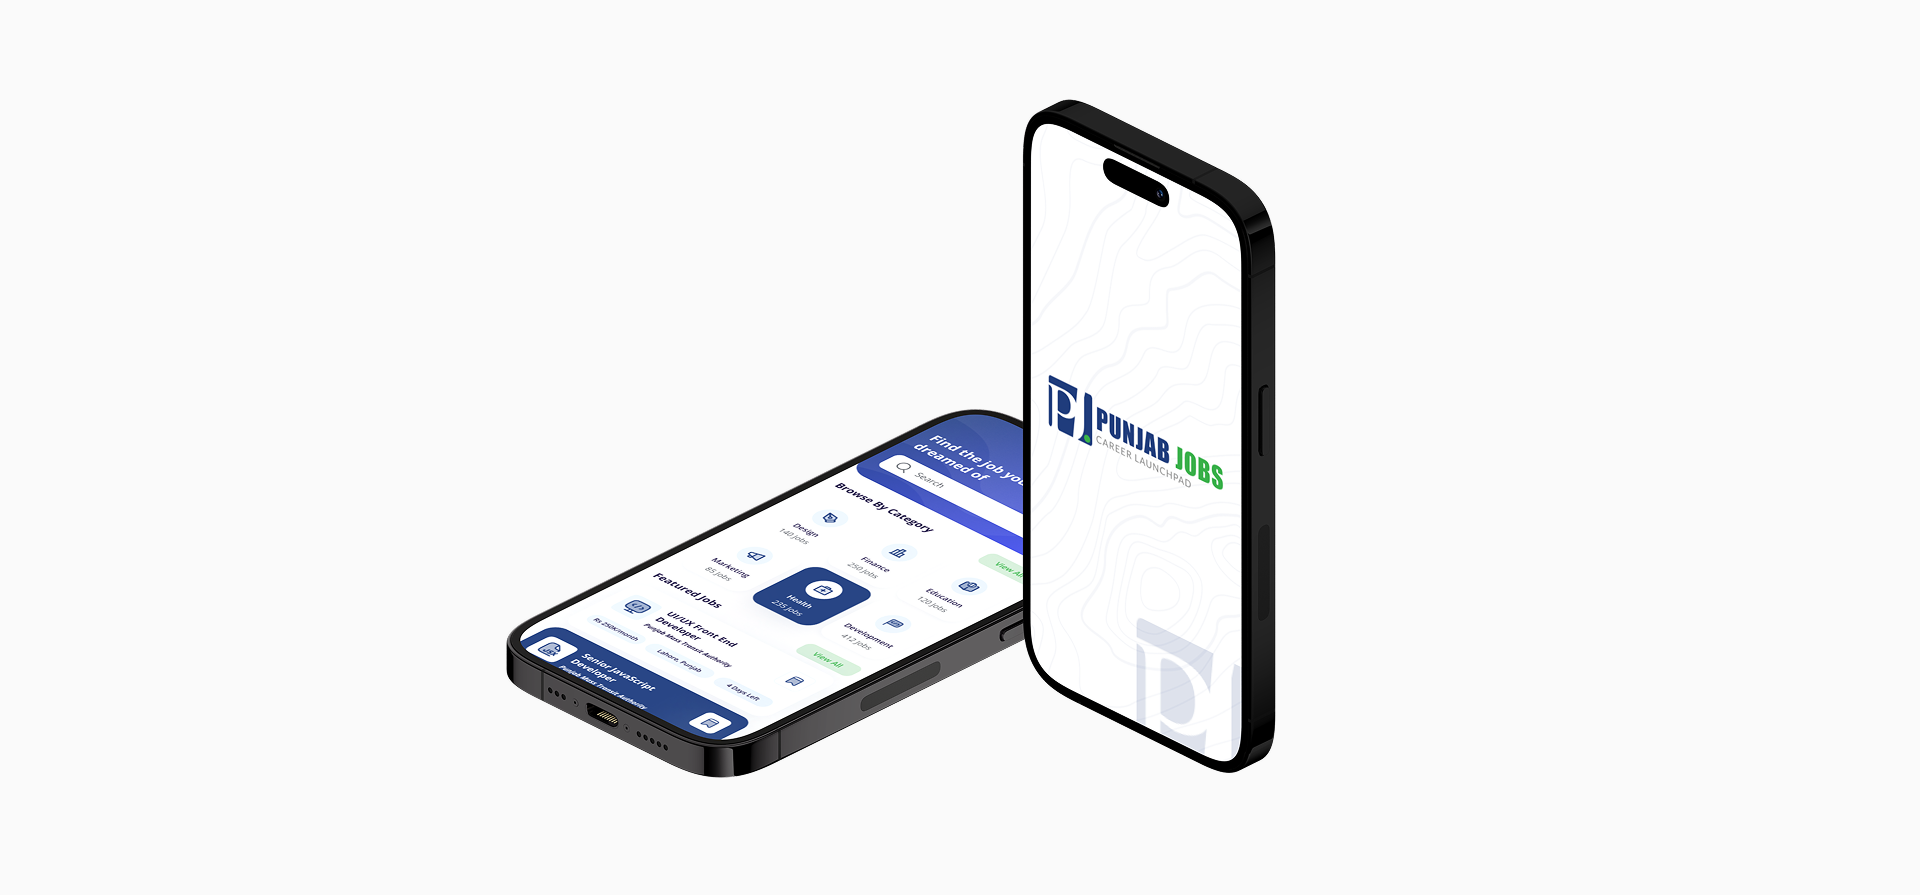 Find the job you
dreamed of
Search
Browse By Category
View All
Design
140 Jobs
Finance
250 Jobs
Education
120 Jobs
Marketing
85 Jobs
Health
235 Jobs
Development
412 Jobs
Featured Jobs
View All
UI/UX Front End
Developer
Punjab Mass Transit Authority
Rs 250K/month
Lahore, Punjab
4 Days Left
Senior JavaScript
Developer
Punjab Mass Transit Authority
PJ
PUNJAB JOBS
CAREER LAUNCHPAD